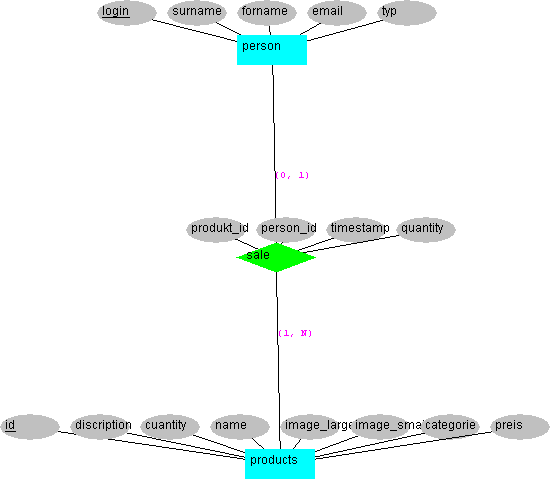 login surname forname email typ
person
(0, 1)
produkt_id person_id timestamp quantity
sale
(1, N)
id discription cuantity name image_large image_smal categorie preis
products